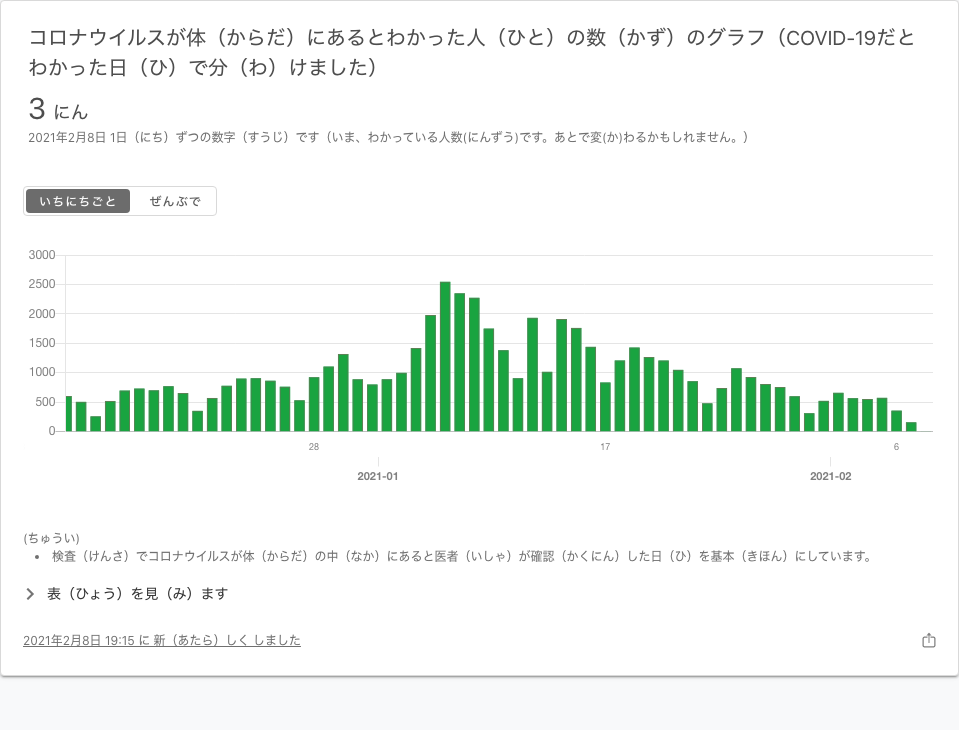 コロナウイルスが体（からだ）にあるとわかった人（ひと）の数（かず）のグラフ（COVID-19だと
わかった日（ひ）で分（わ）けました）
3 にん
2021年2月8日 1日（にち）ずつの数字（すうじ）です（いま、わかっている人数(にんずう)です。あとで変(か)わるかもしれません。）
いちにちごと ぜんぶで
3000
2500
2000
1500
1000
500
0
28 17 6
2021-01 2021-02
(ちゅうい)
• 検査（けんさ）でコロナウイルスが体（からだ）の中（なか）にあると医者（いしゃ）が確認（かくにん）した日（ひ）を基本（きほん）にしています。
表（ひょう）を見（み）ます
2021年2月8日 19:15 に 新（あたら）しく しました